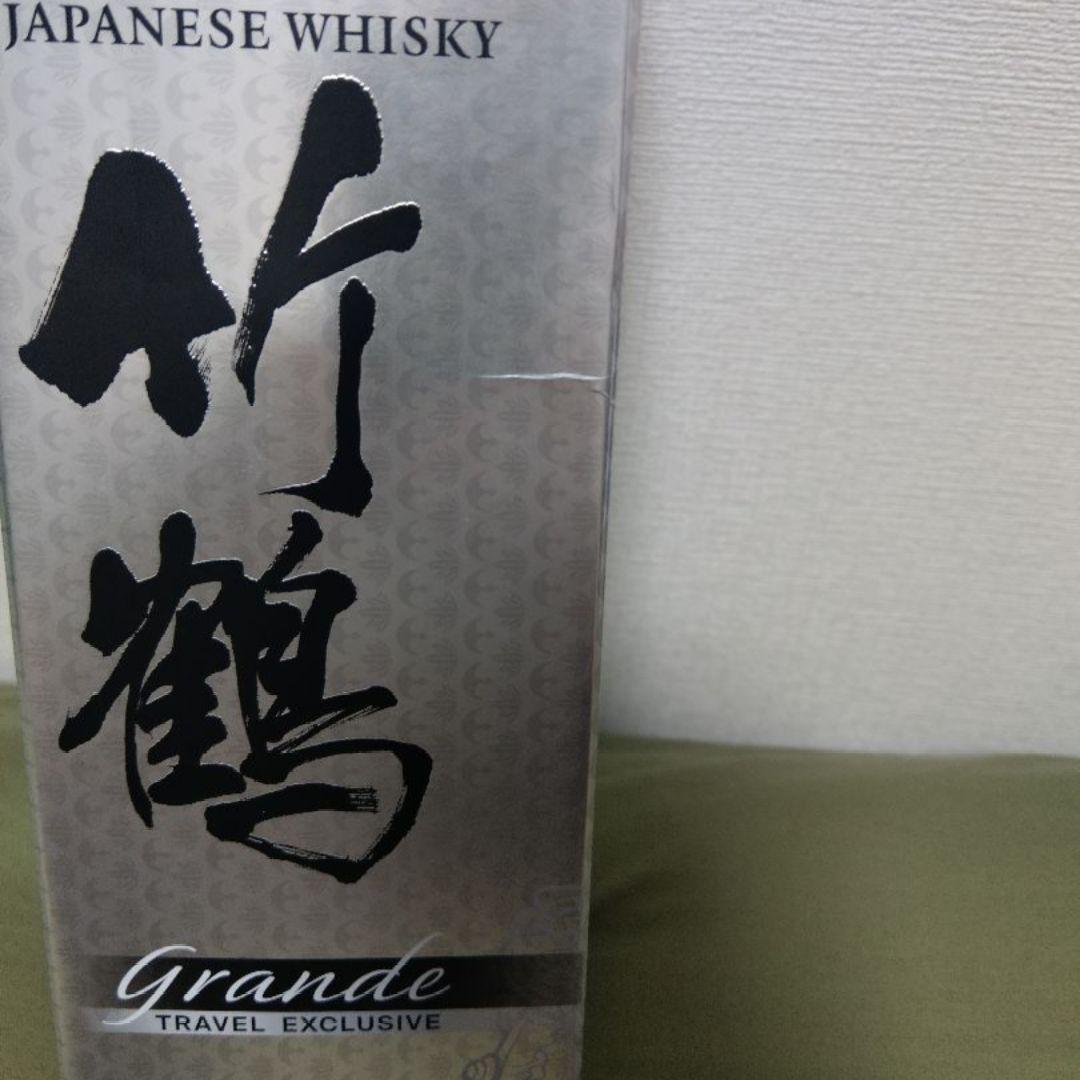 JAPANESE WHISKY
竹
鶴
Grande
TRAVEL EXCLUSIVE